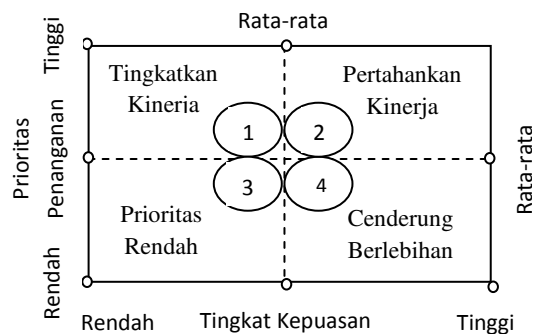 Rata-rata
Tinggi
Tingkatkan
Kineria
Pertahankan
Kinerja
1
2
Prioritas
Penanganan
Rata-rata
3
4
Prioritas
Rendah
Cenderung
Berlebihan
Rendah
Rendah
Tingkat Kepuasan
Tinggi